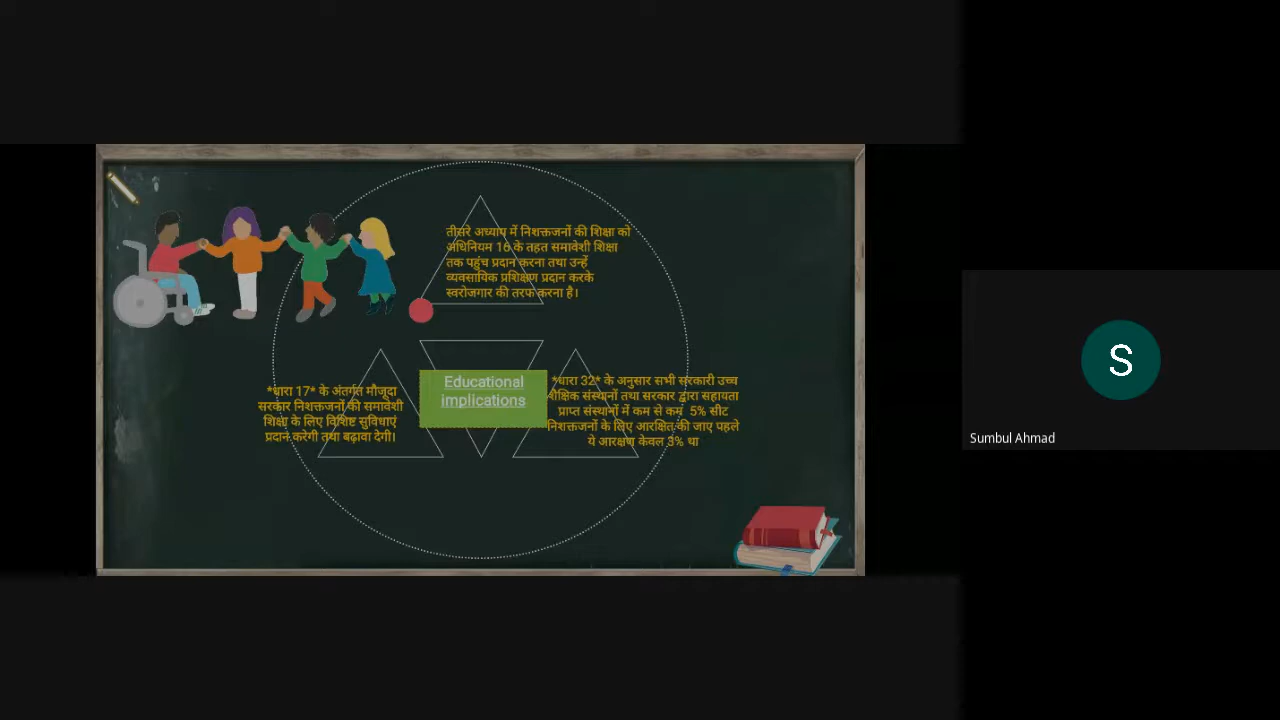 तीसरे अध्याय में निशक्तजनों की शिक्षा को
अधिनियम 16 के तहत समावेशी शिक्षा
तक पहुंच प्रदान करना तथा उन्हें
व्यवसायिक प्रशिक्षण प्रदान करके
स्वरोजगार की तरफ करना है।
*धारा 17* के अंतर्गत मौजूदा
सरकार निशक्तजनों की समावेशी
शिक्षा के लिए विशिष्ट सुविधाएं
प्रदान करेगी तथा बढ़ावा देगी।
Educational
implications
*धारा 32* के अनुसार सभी सरकारी उच्च
शैक्षिक संस्थानों तथा सरकार द्वारा सहायता
प्राप्त संस्थानों में कम से कम 5% सीट
निशक्तजनों के लिए आरक्षित की जाए पहले
ये आरक्षण केवल 3% था
S
Sumbul Ahmad